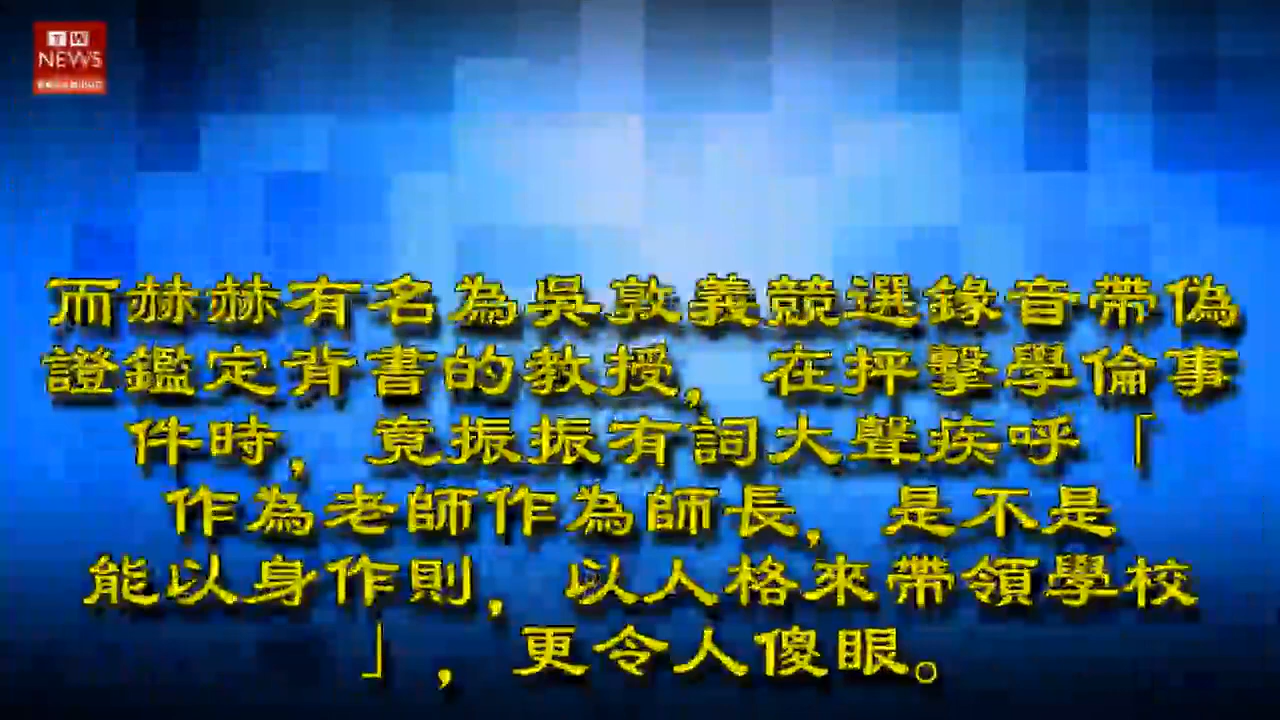 TW
NEWS
而赫赫有名為吳敦義競選錄音帶偽
證鑑定背書的教授，在抨擊學倫事
件時，竟振振有詞大聲疾呼「
作為老師作為師長，是不是
能以身作則，以人格來帶領學校
」，更令人傻眼。